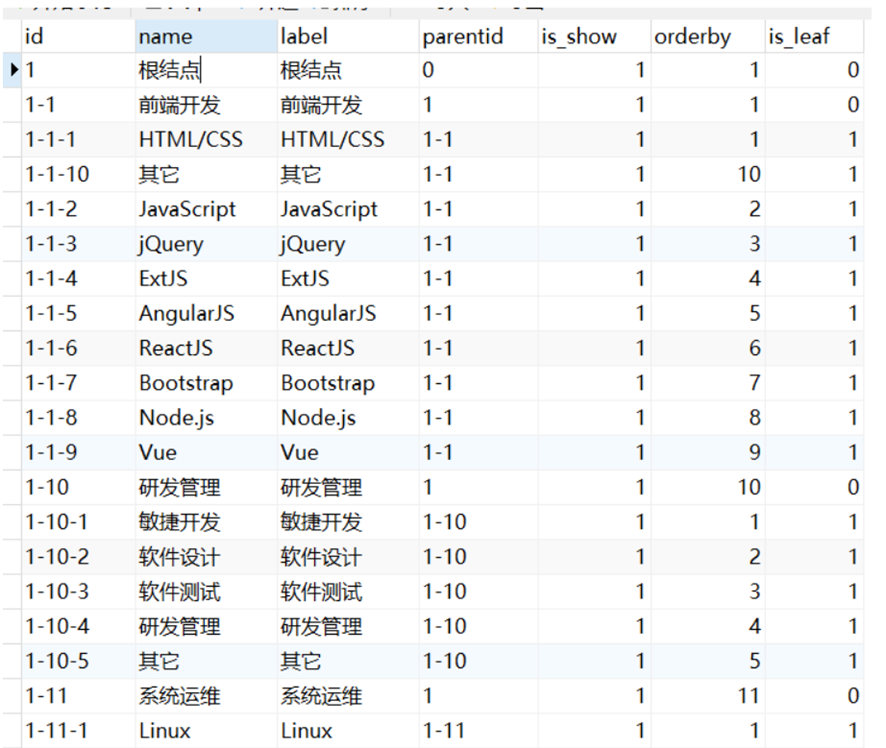 id name label parentid is_show orderby is_leaf
1 根结点 根结点 0 1 1 0
1-1 前端开发 前端开发 1 1 1 0
1-1-1 HTML/CSS HTML/CSS 1-1 1 1 1
1-1-10 其它 其它 1-1 1 10 1
1-1-2 JavaScript JavaScript 1-1 1 2 1
1-1-3 jQuery jQuery 1-1 1 3 1
1-1-4 ExtJS ExtJS 1-1 1 4 1
1-1-5 AngularJS AngularJS 1-1 1 5 1
1-1-6 ReactJS ReactJS 1-1 1 6 1
1-1-7 Bootstrap Bootstrap 1-1 1 7 1
1-1-8 Node.js Node.js 1-1 1 8 1
1-1-9 Vue Vue 1-1 1 9 1
1-10 研发管理 研发管理 1 1 10 0
1-10-1 敏捷开发 敏捷开发 1-10 1 1 1
1-10-2 软件设计 软件设计 1-10 1 2 1
1-10-3 软件测试 软件测试 1-10 1 3 1
1-10-4 研发管理 研发管理 1-10 1 4 1
1-10-5 其它 其它 1-10 1 5 1
1-11 系统运维 系统运维 1 1 11 0
1-11-1 Linux Linux 1-11 1 1 1